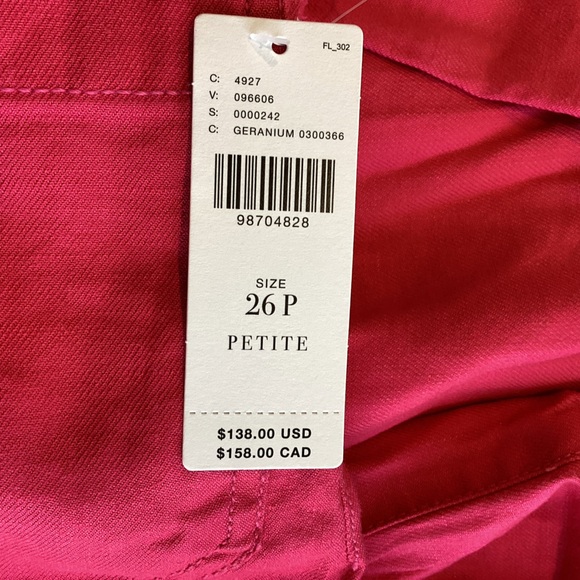 FL_302
C: 4927
V: 096606
S: 0000242
C: GERANIUM 0300366
98704828
SIZE
26 P
PETITE
$138.00 USD
$158.00 CAD